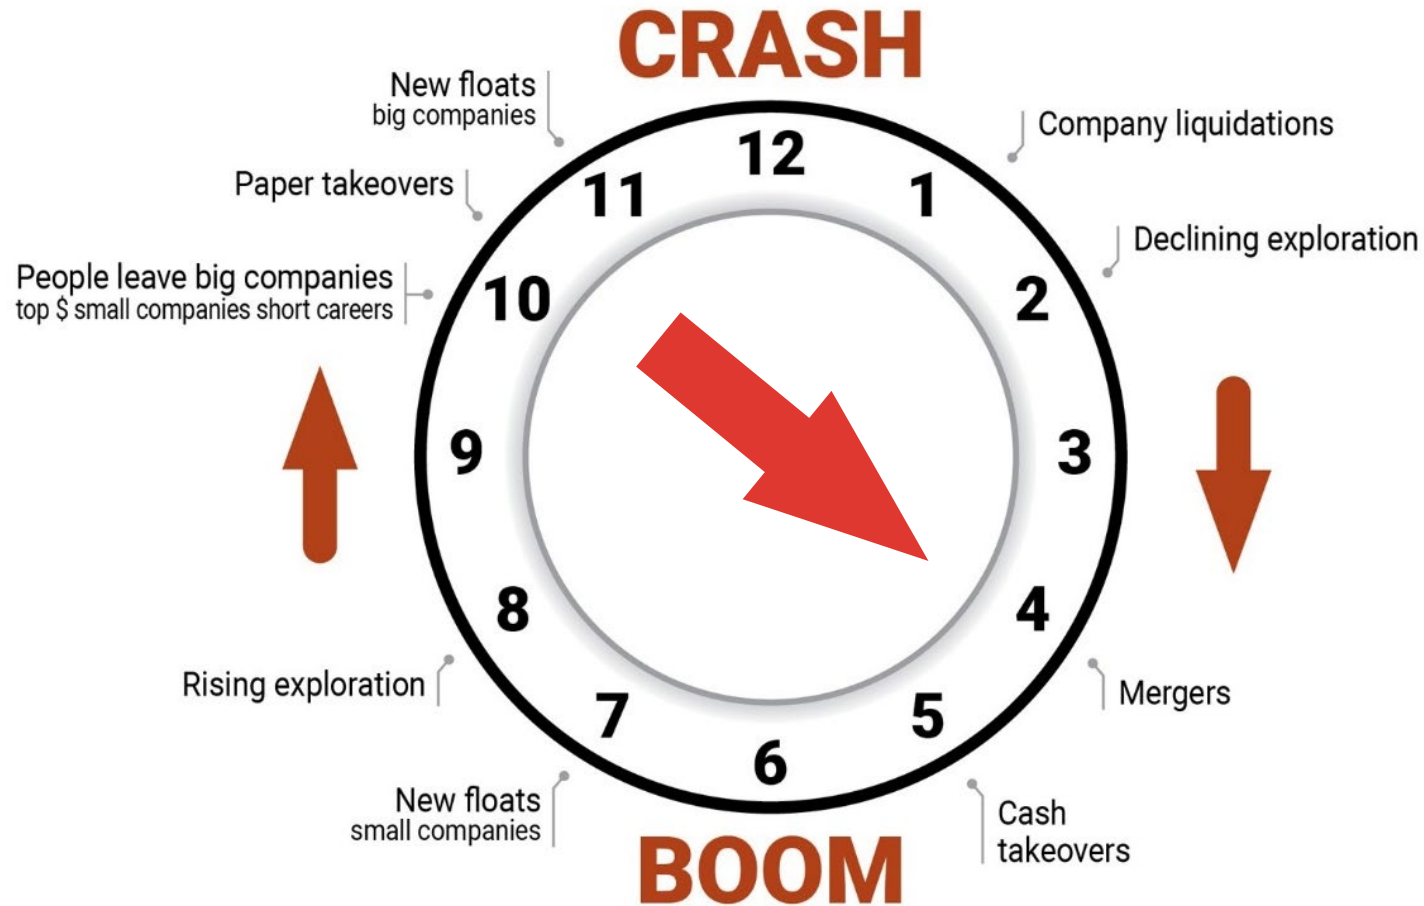 CRASH
New floats
big companies
Company liquidations
12
11
1
Paper takeovers
Declining exploration
People leave big companies
top $ small companies short careers
10
2
9
3
8
4
Rising exploration
Mergers
7
5
6
New floats
small companies
Cash
takeovers
BOOM